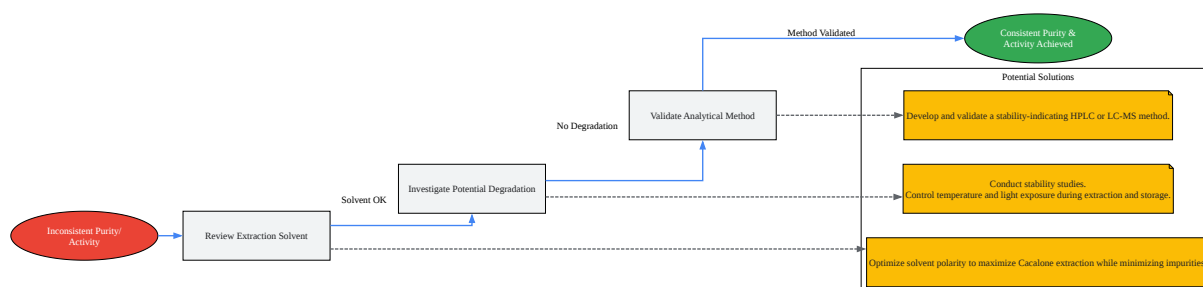 Method Validated
Consistent Purity &
Activity Achieved
Potential Solutions
Validate Analytical Method
Develop and validate a stability-indicating HPLC or LC-MS method.
No Degradation
Investigate Potential Degradation
Conduct stability studies.
Control temperature and light exposure during extraction and storage.
Solvent OK
Inconsistent Purity/
Activity
Review Extraction Solvent
Optimize solvent polarity to maximize Cacalone extraction while minimizing impurities